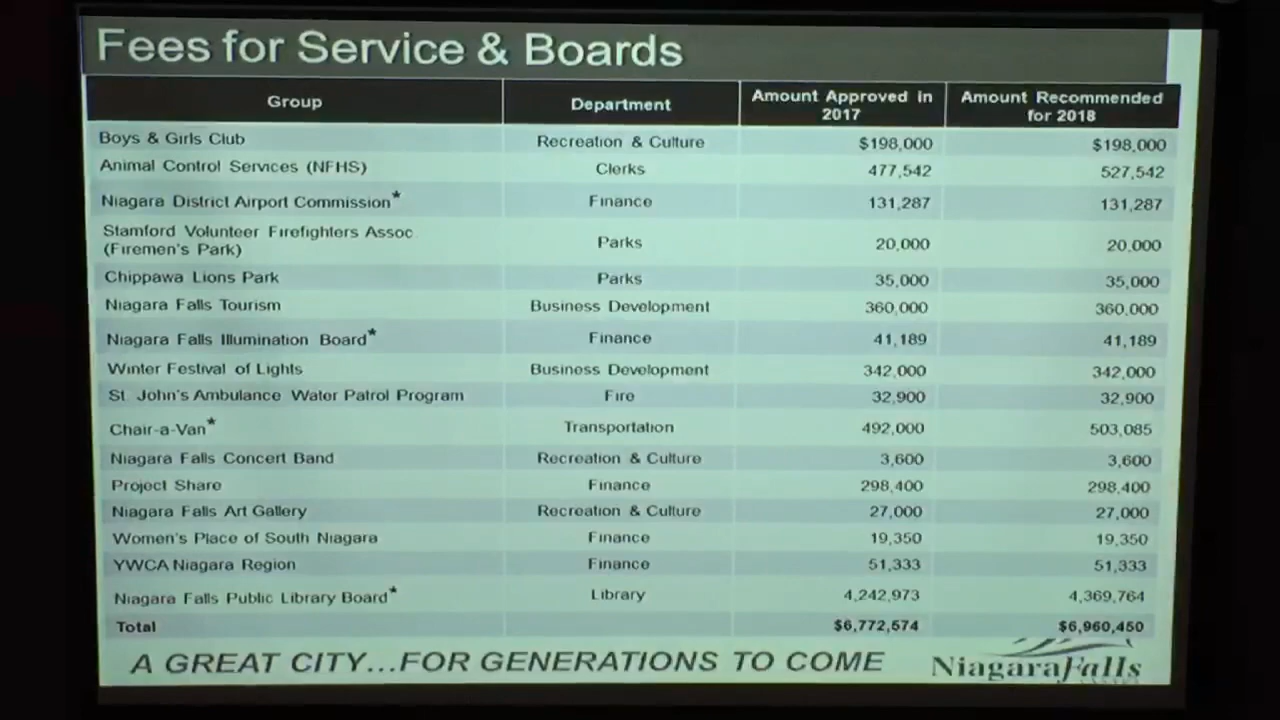 Fees for Service & Boards
Group Department Amount Approved in 2017 Amount Recommended for 2018
Boys & Girls Club Recreation & Culture $198,000 $198,000
Animal Control Services (NFHS) Clerks 477,542 527,542
Niagara District Airport Commission* Finance 131,287 131,287
Stamford Volunteer Firefighters Assoc. (Firemen's Park) Parks 20,000 20,000
Chippawa Lions Park Parks 35,000 35,000
Niagara Falls Tourism Business Development 360,000 360,000
Niagara Falls Illumination Board* Finance 41,189 41,189
Winter Festival of Lights Business Development 342,000 342,000
St. John's Ambulance Water Patrol Program Fire 32,900 32,900
Chair-a-Van* Transportation 492,000 503,085
Niagara Falls Concert Band Recreation & Culture 3,600 3,600
Project Share Finance 298,400 298,400
Niagara Falls Art Gallery Recreation & Culture 27,000 27,000
Women's Place of South Niagara Finance 19,350 19,350
YWCA Niagara Region Finance 51,333 51,333
Niagara Falls Public Library Board* Library 4,242,973 4,369,764
Total $6,772,574 $6,960,450
A GREAT CITY...FOR GENERATIONS TO COME
NiagaraFalls